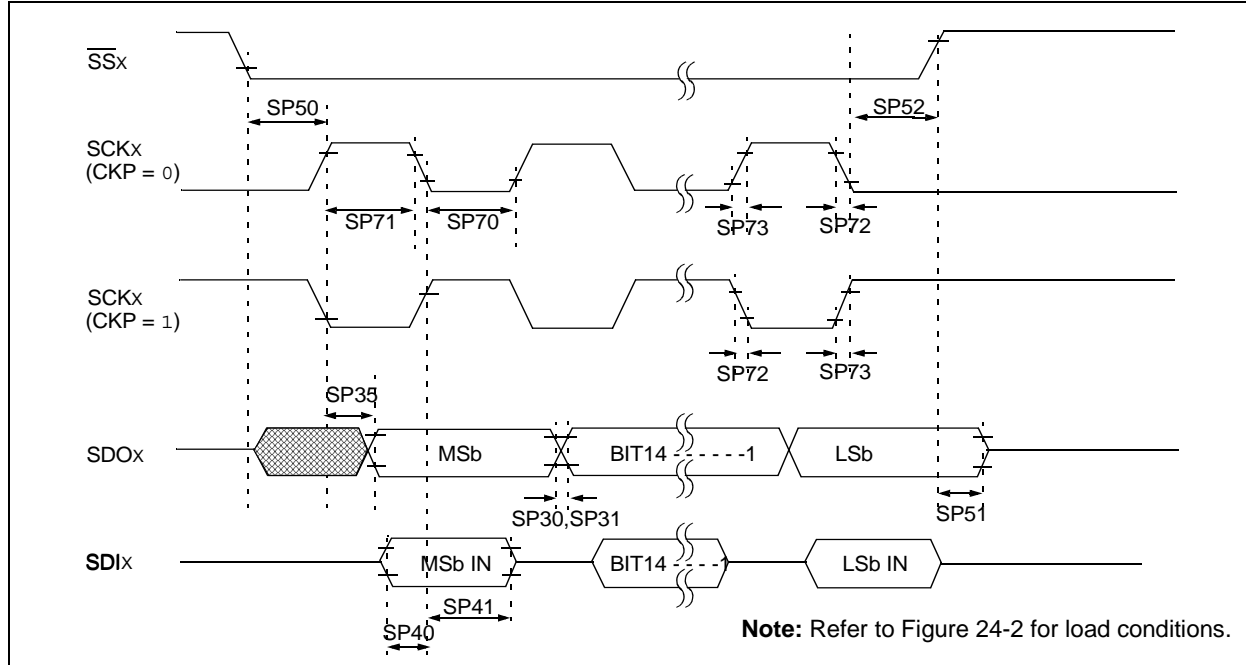 SSX
SP50
SP52
SCKX
(CKP = 0)
SP71
SP70
SP73
SP72
SCKX
(CKP = 1)
SP72
SP73
SP35
SDOX
MSb
BIT14 - - - - - -1
LSb
SP30,SP31
SP51
SDIX
MSb IN
BIT14 - - - - 1
LSb IN
SP41
SP40
Note: Refer to Figure 24-2 for load conditions.